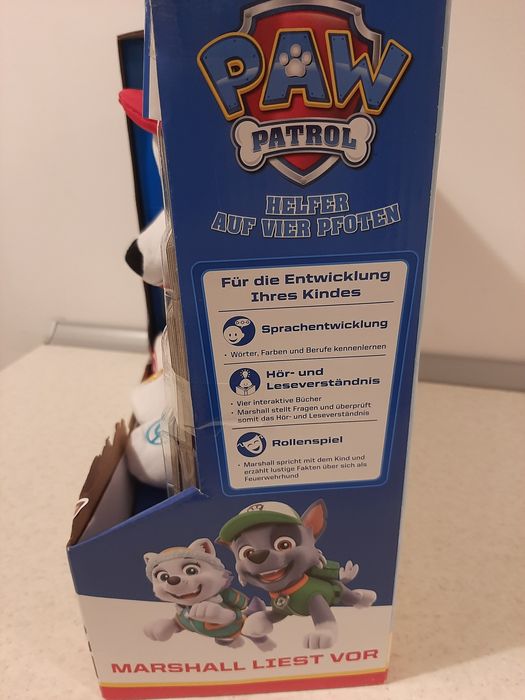 PAW
PATROL
HELFER
AUF VIER PFOTEN
Für die Entwicklung
Ihres Kindes
Sprachentwicklung
• Wörter, Farben und Berufe kennenlernen
Hör- und
Leseverständnis
• Vier interaktive Bücher
• Marshall stellt Fragen und überprüft
somit das Hör- und Leseverständnis
Rollenspiel
• Marshall spricht mit dem Kind und
erzählt lustige Fakten über sich als
Feuerwehrhund
MARSHALL LIEST VOR